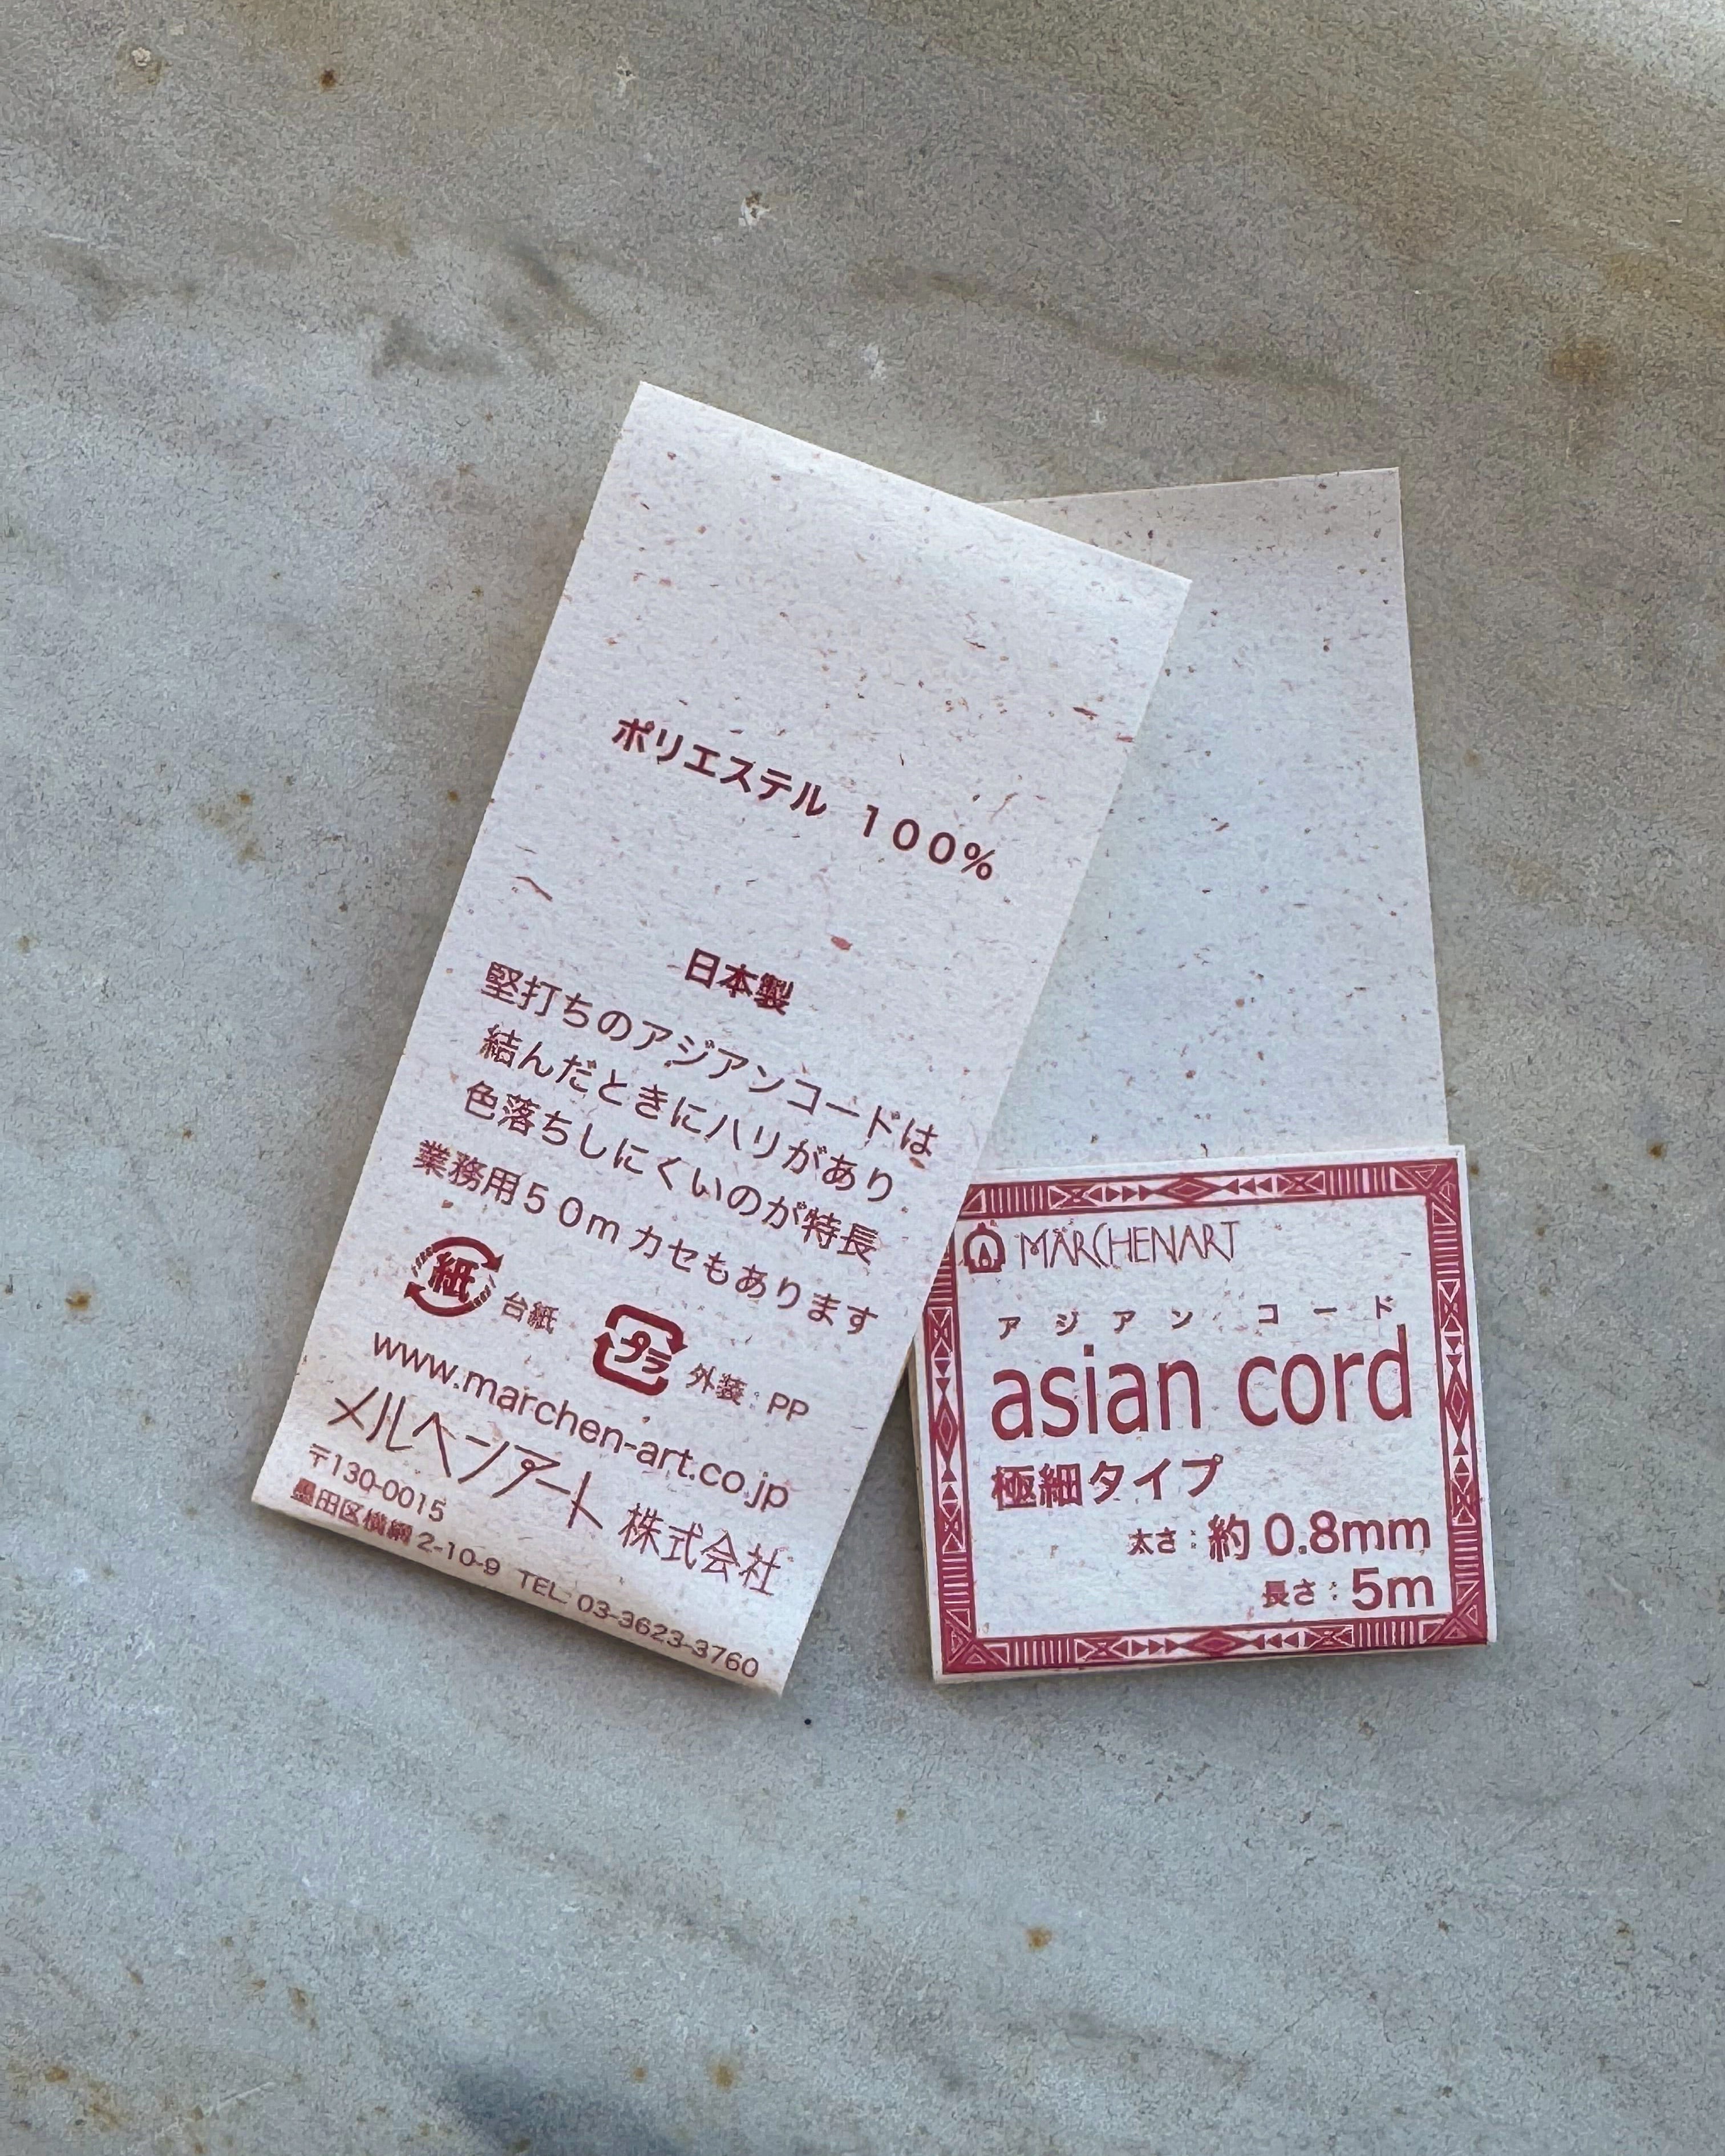 ポリエステル １００％
日本製
堅打ちのアジアンコードは
結んだときにハリがあり
色落ちしにくいのが特長
業務用５０ｍカセもあります
紙 台紙
プラ 外装：PP
www.marchen-art.co.jp
メルヘンアート 株式会社
〒130-0015
墨田区横網2-10-9 TEL: 03-3623-3760
MÄRCHENART
アジアン コード
asian cord
極細タイプ
太さ：約0.8mm
長さ：5m